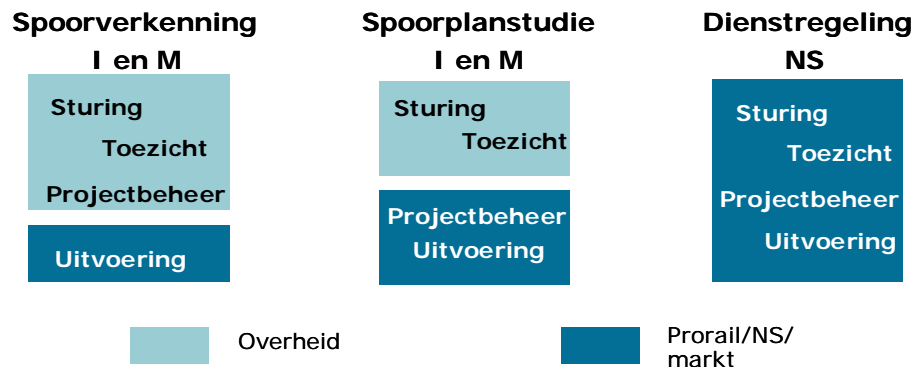 Spoorverkenning
I en M
Sturing
Toezicht
Projectbeheer
Uitvoering
Spoorplanstudie
I en M
Sturing
Toezicht
Projectbeheer
Uitvoering
Dienstregeling
NS
Sturing
Toezicht
Projectbeheer
Uitvoering
Overheid
Prorail/NS/
markt